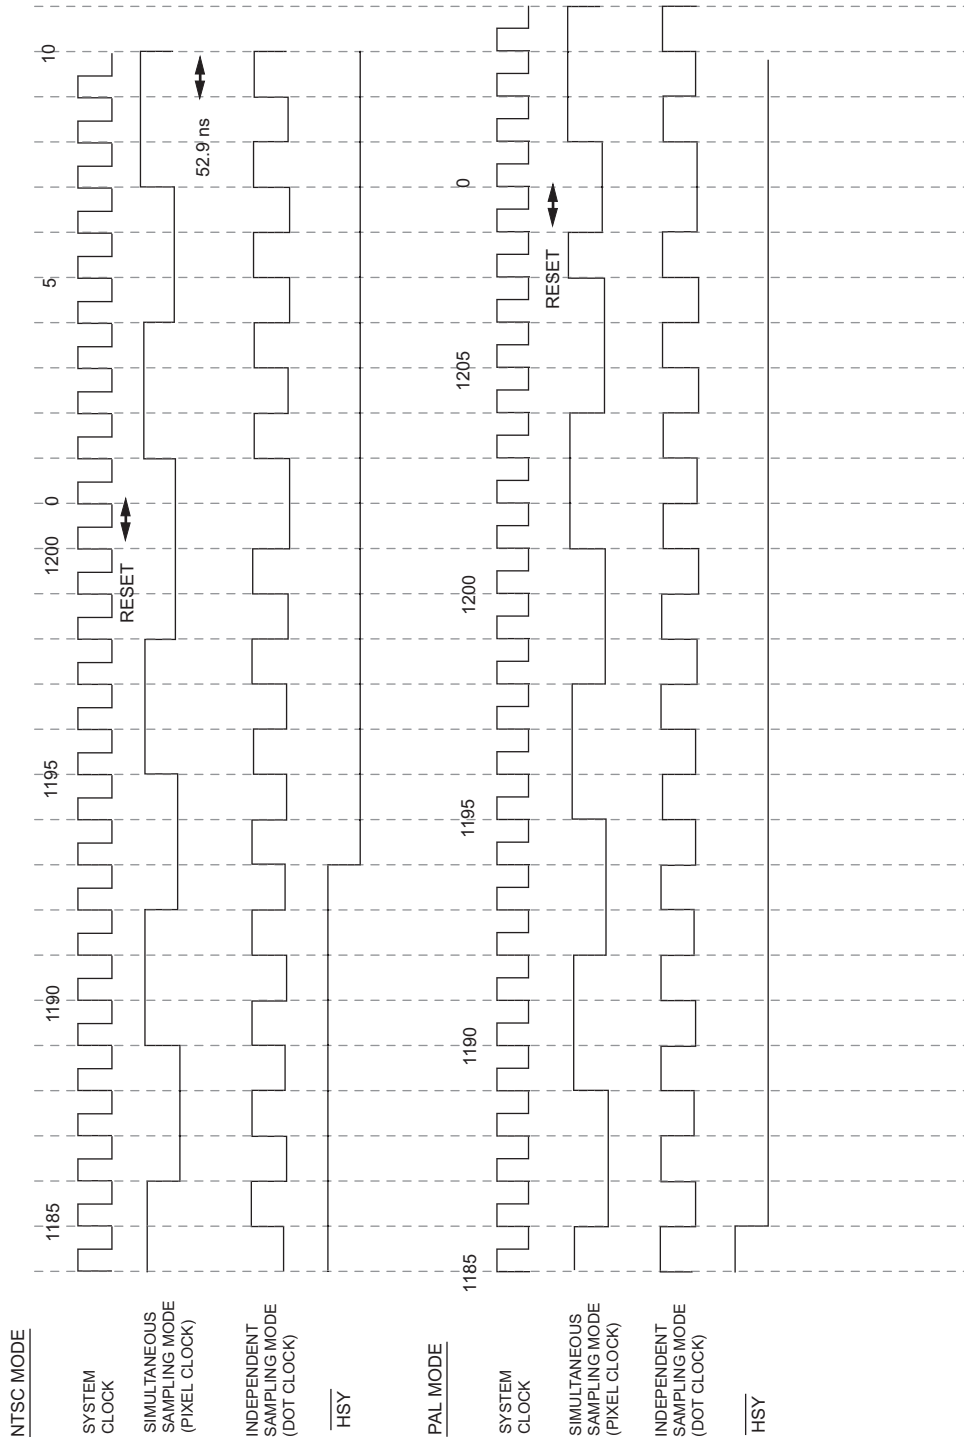 NTSC MODE
1185
1190
1195
1200
0
5
10
SYSTEM
CLOCK
RESET
SIMULTANEOUS
SAMPLING MODE
(PIXEL CLOCK)
52.9 ns
INDEPENDENT
SAMPLING MODE
(DOT CLOCK)
HSY
PAL MODE
1185
1190
1195
1200
1205
0
SYSTEM
CLOCK
RESET
SIMULTANEOUS
SAMPLING MODE
(PIXEL CLOCK)
INDEPENDENT
SAMPLING MODE
(DOT CLOCK)
HSY